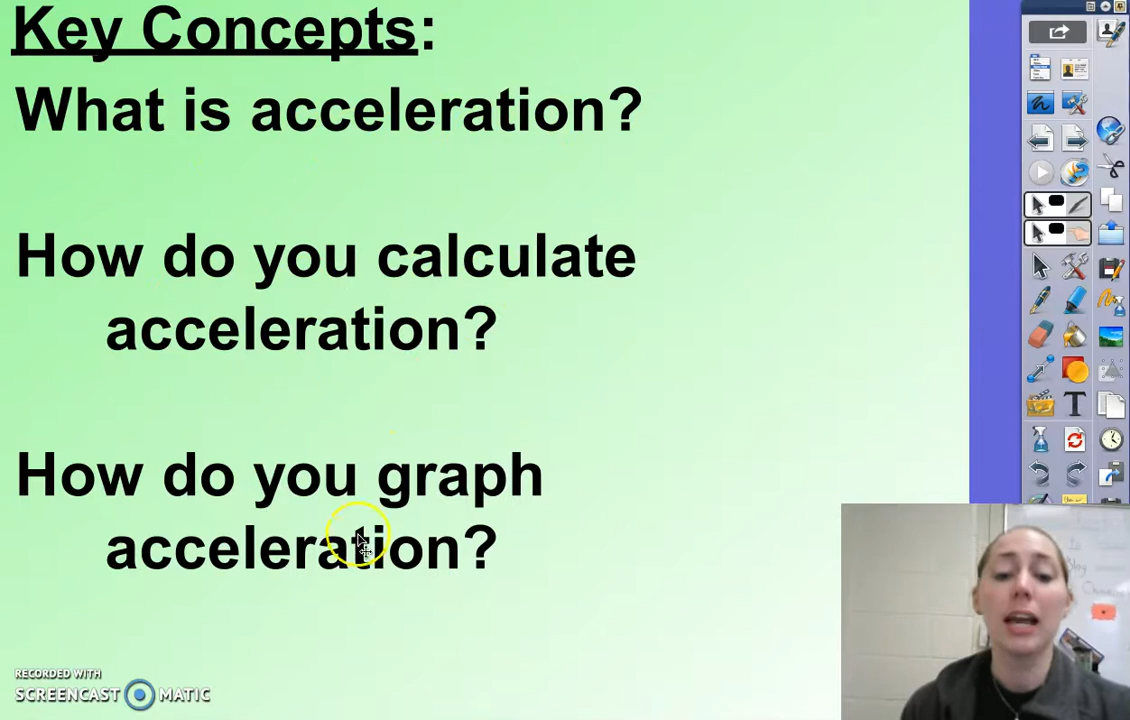 Key Concepts:
What is acceleration?
How do you calculate
acceleration?
How do you graph
acceleration?
RECORDED WITH
SCREENCAST MATIC
T